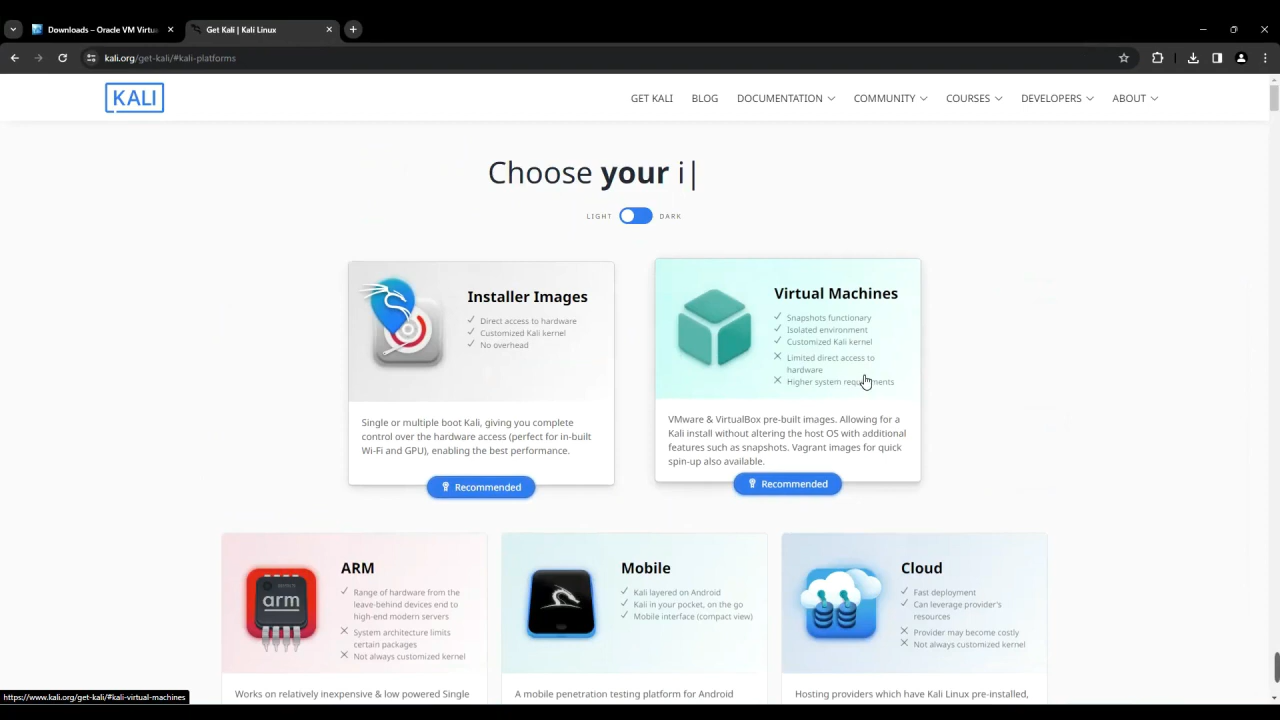 Downloads – Oracle VM Virtua
Get Kali | Kali Linux
kali.org/get-kali/#kali-platforms
KALI
GET KALI
BLOG
DOCUMENTATION
COMMUNITY
COURSES
DEVELOPERS
ABOUT
Choose your i|
LIGHT
DARK
Installer Images
Direct access to hardware
Customized Kali kernel
No overhead
Single or multiple boot Kali, giving you complete
control over the hardware access (perfect for in-built
Wi-Fi and GPU), enabling the best performance.
Recommended
Virtual Machines
Snapshots functionary
Isolated environment
Customized Kali kernel
Limited direct access to
hardware
Higher system requirements
VMware & VirtualBox pre-built images. Allowing for a
Kali install without altering the host OS with additional
features such as snapshots. Vagrant images for quick
spin-up also available.
Recommended
arm
ARM
Range of hardware from the
leave-behind devices end to
high-end modern servers
System architecture limits
certain packages
Not always customized kernel
Works on relatively inexpensive & low powered Single
Mobile
Kali layered on Android
Kali in your pocket, on the go
Mobile interface (compact view)
A mobile penetration testing platform for Android
Cloud
Fast deployment
Can leverage provider's
resources
Provider may become costly
Not always customized kernel
Hosting providers which have Kali Linux pre-installed,
https://www.kali.org/get-kali/#kali-virtual-machines